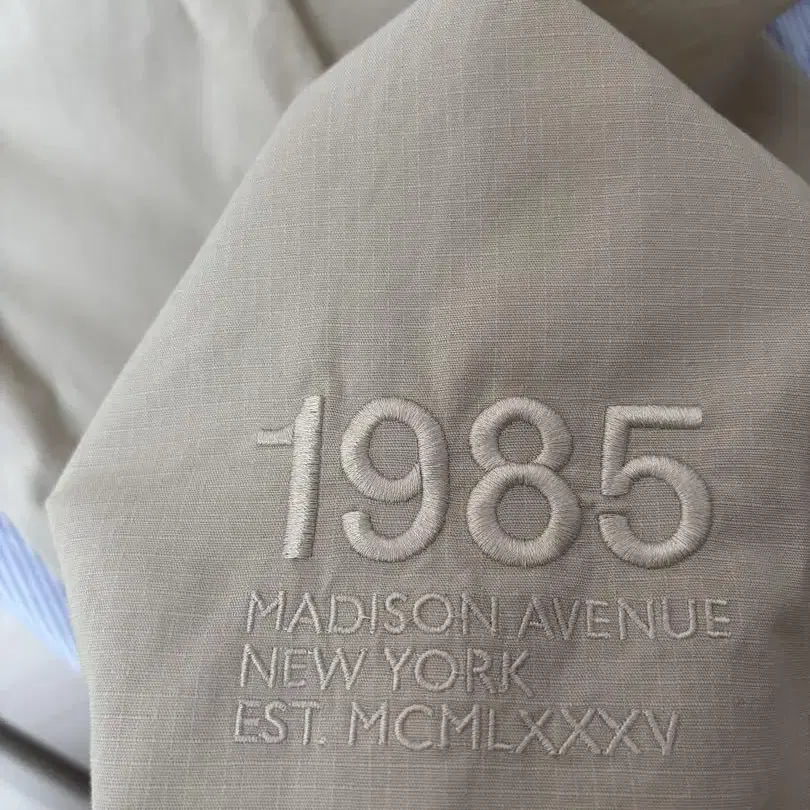 1985
MADISON AVENUE
NEW YORK
EST. MCMLXXXV